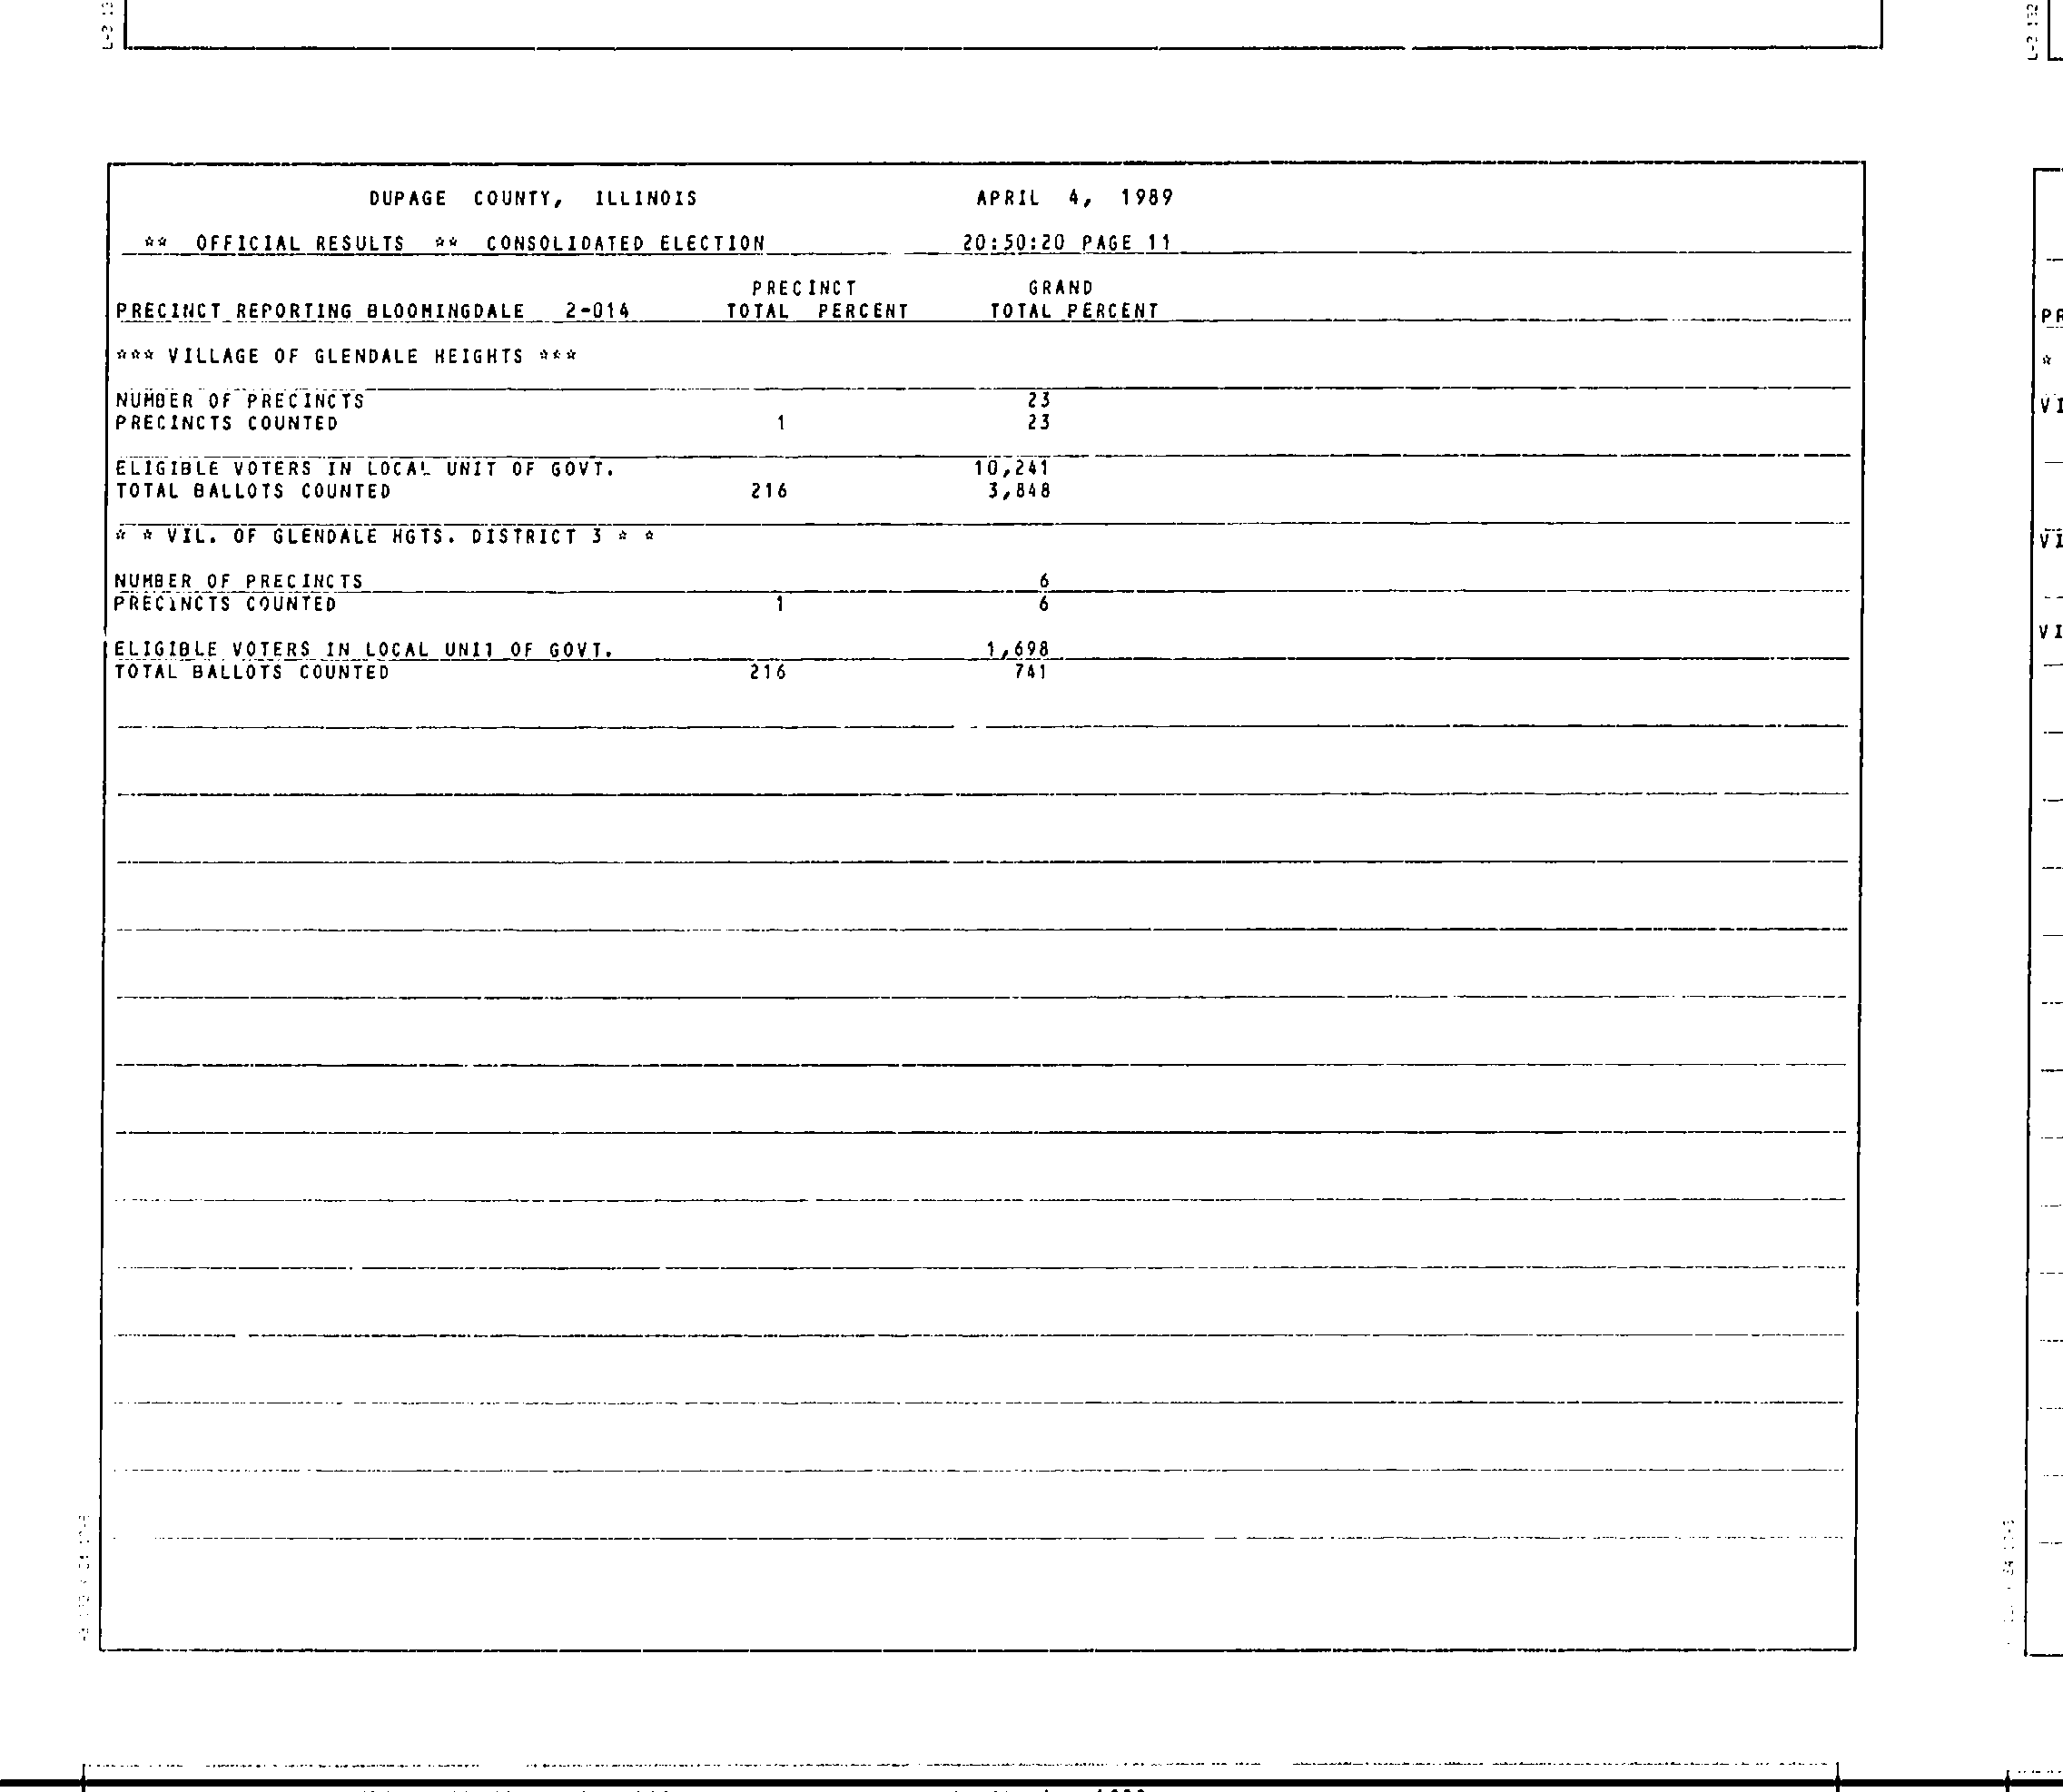 DUPAGE COUNTY, ILLINOIS APRIL 4, 1989
** OFFICIAL RESULTS ** CONSOLIDATED ELECTION 20:50:20 PAGE 11
PRECINCT GRAND
PRECINCT REPORTING BLOOMINGDALE 2-014 TOTAL PERCENT TOTAL PERCENT
*** VILLAGE OF GLENDALE HEIGHTS ***
NUMBER OF PRECINCTS 23
PRECINCTS COUNTED 1 23
ELIGIBLE VOTERS IN LOCAL UNIT OF GOVT. 10,241
TOTAL BALLOTS COUNTED 216 3,848
* * VIL. OF GLENDALE HGTS. DISTRICT 3 * *
NUMBER OF PRECINCTS 6
PRECINCTS COUNTED 1 6
ELIGIBLE VOTERS IN LOCAL UNIT OF GOVT. 1,698
TOTAL BALLOTS COUNTED 216 741
PR
*
VI
VI
VI